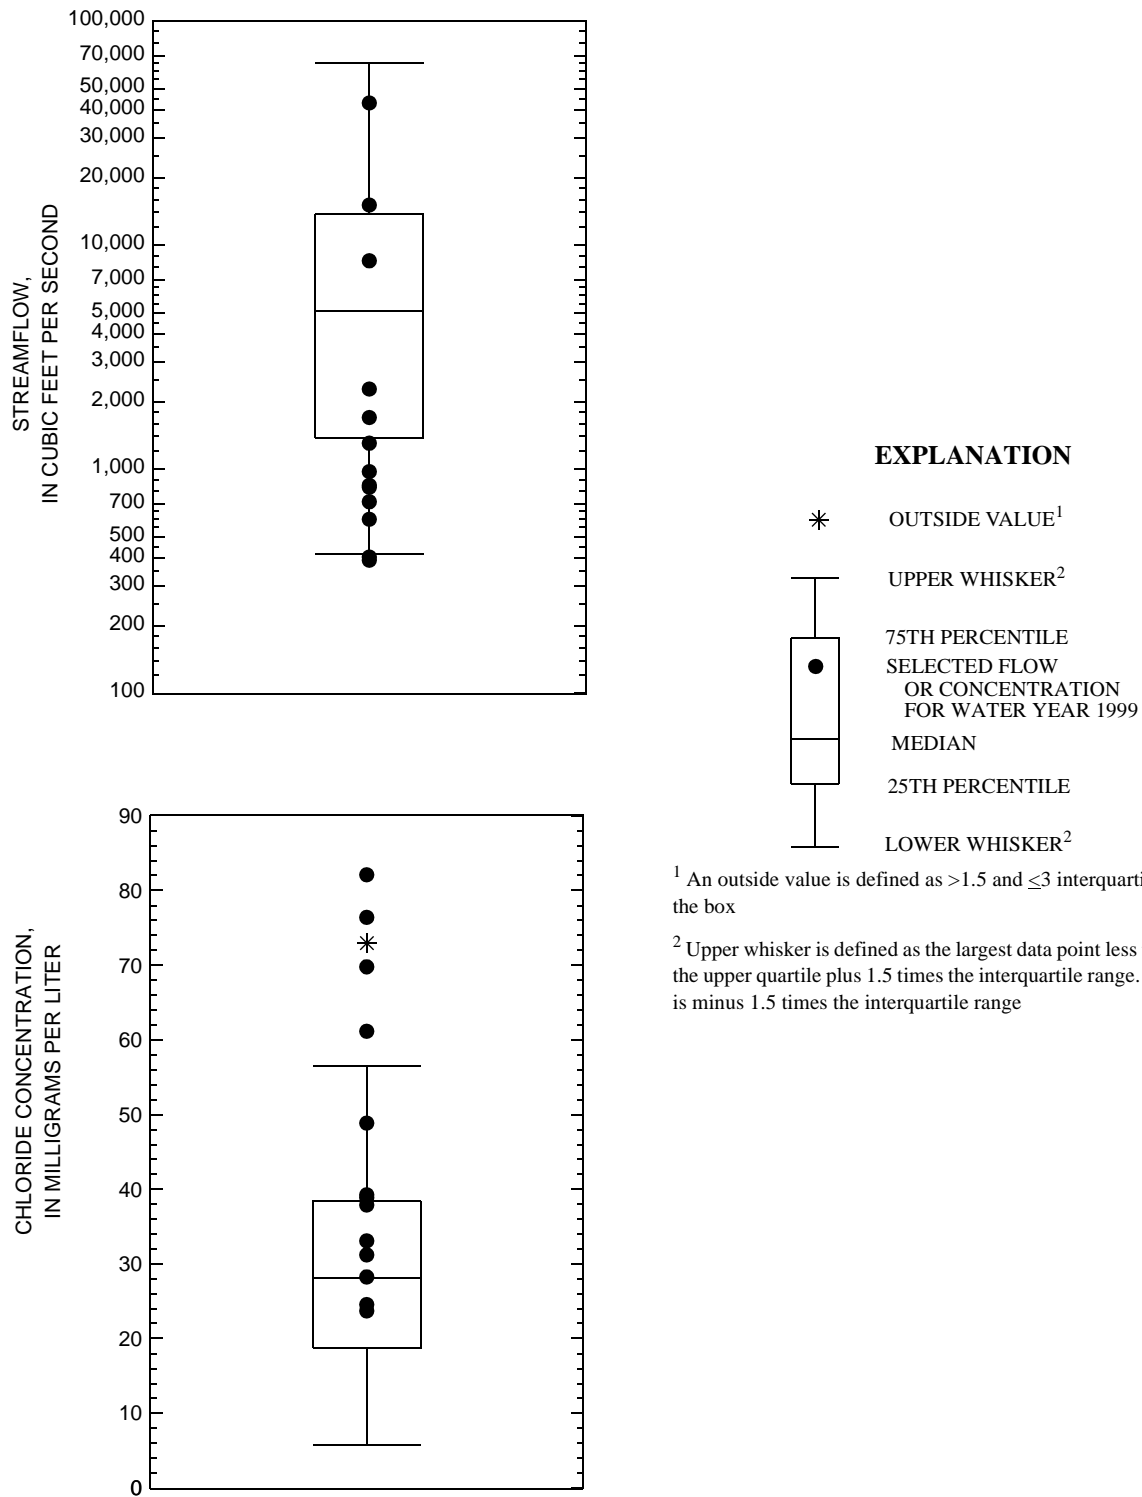 100,000
70,000
50,000
40,000
30,000
20,000
10,000
7,000
5,000
4,000
3,000
2,000
1,000
700
500
400
300
200
100
STREAMFLOW,
IN CUBIC FEET PER SECOND
90
80
70
60
50
40
30
20
10
0
CHLORIDE CONCENTRATION,
IN MILLIGRAMS PER LITER
EXPLANATION
OUTSIDE VALUE1
UPPER WHISKER2
75TH PERCENTILE
SELECTED FLOW
OR CONCENTRATION
FOR WATER YEAR 1999
MEDIAN
25TH PERCENTILE
LOWER WHISKER2
1 An outside value is defined as >1.5 and ≤3 interquarti
the box
2 Upper whisker is defined as the largest data point less
the upper quartile plus 1.5 times the interquartile range.
is minus 1.5 times the interquartile range